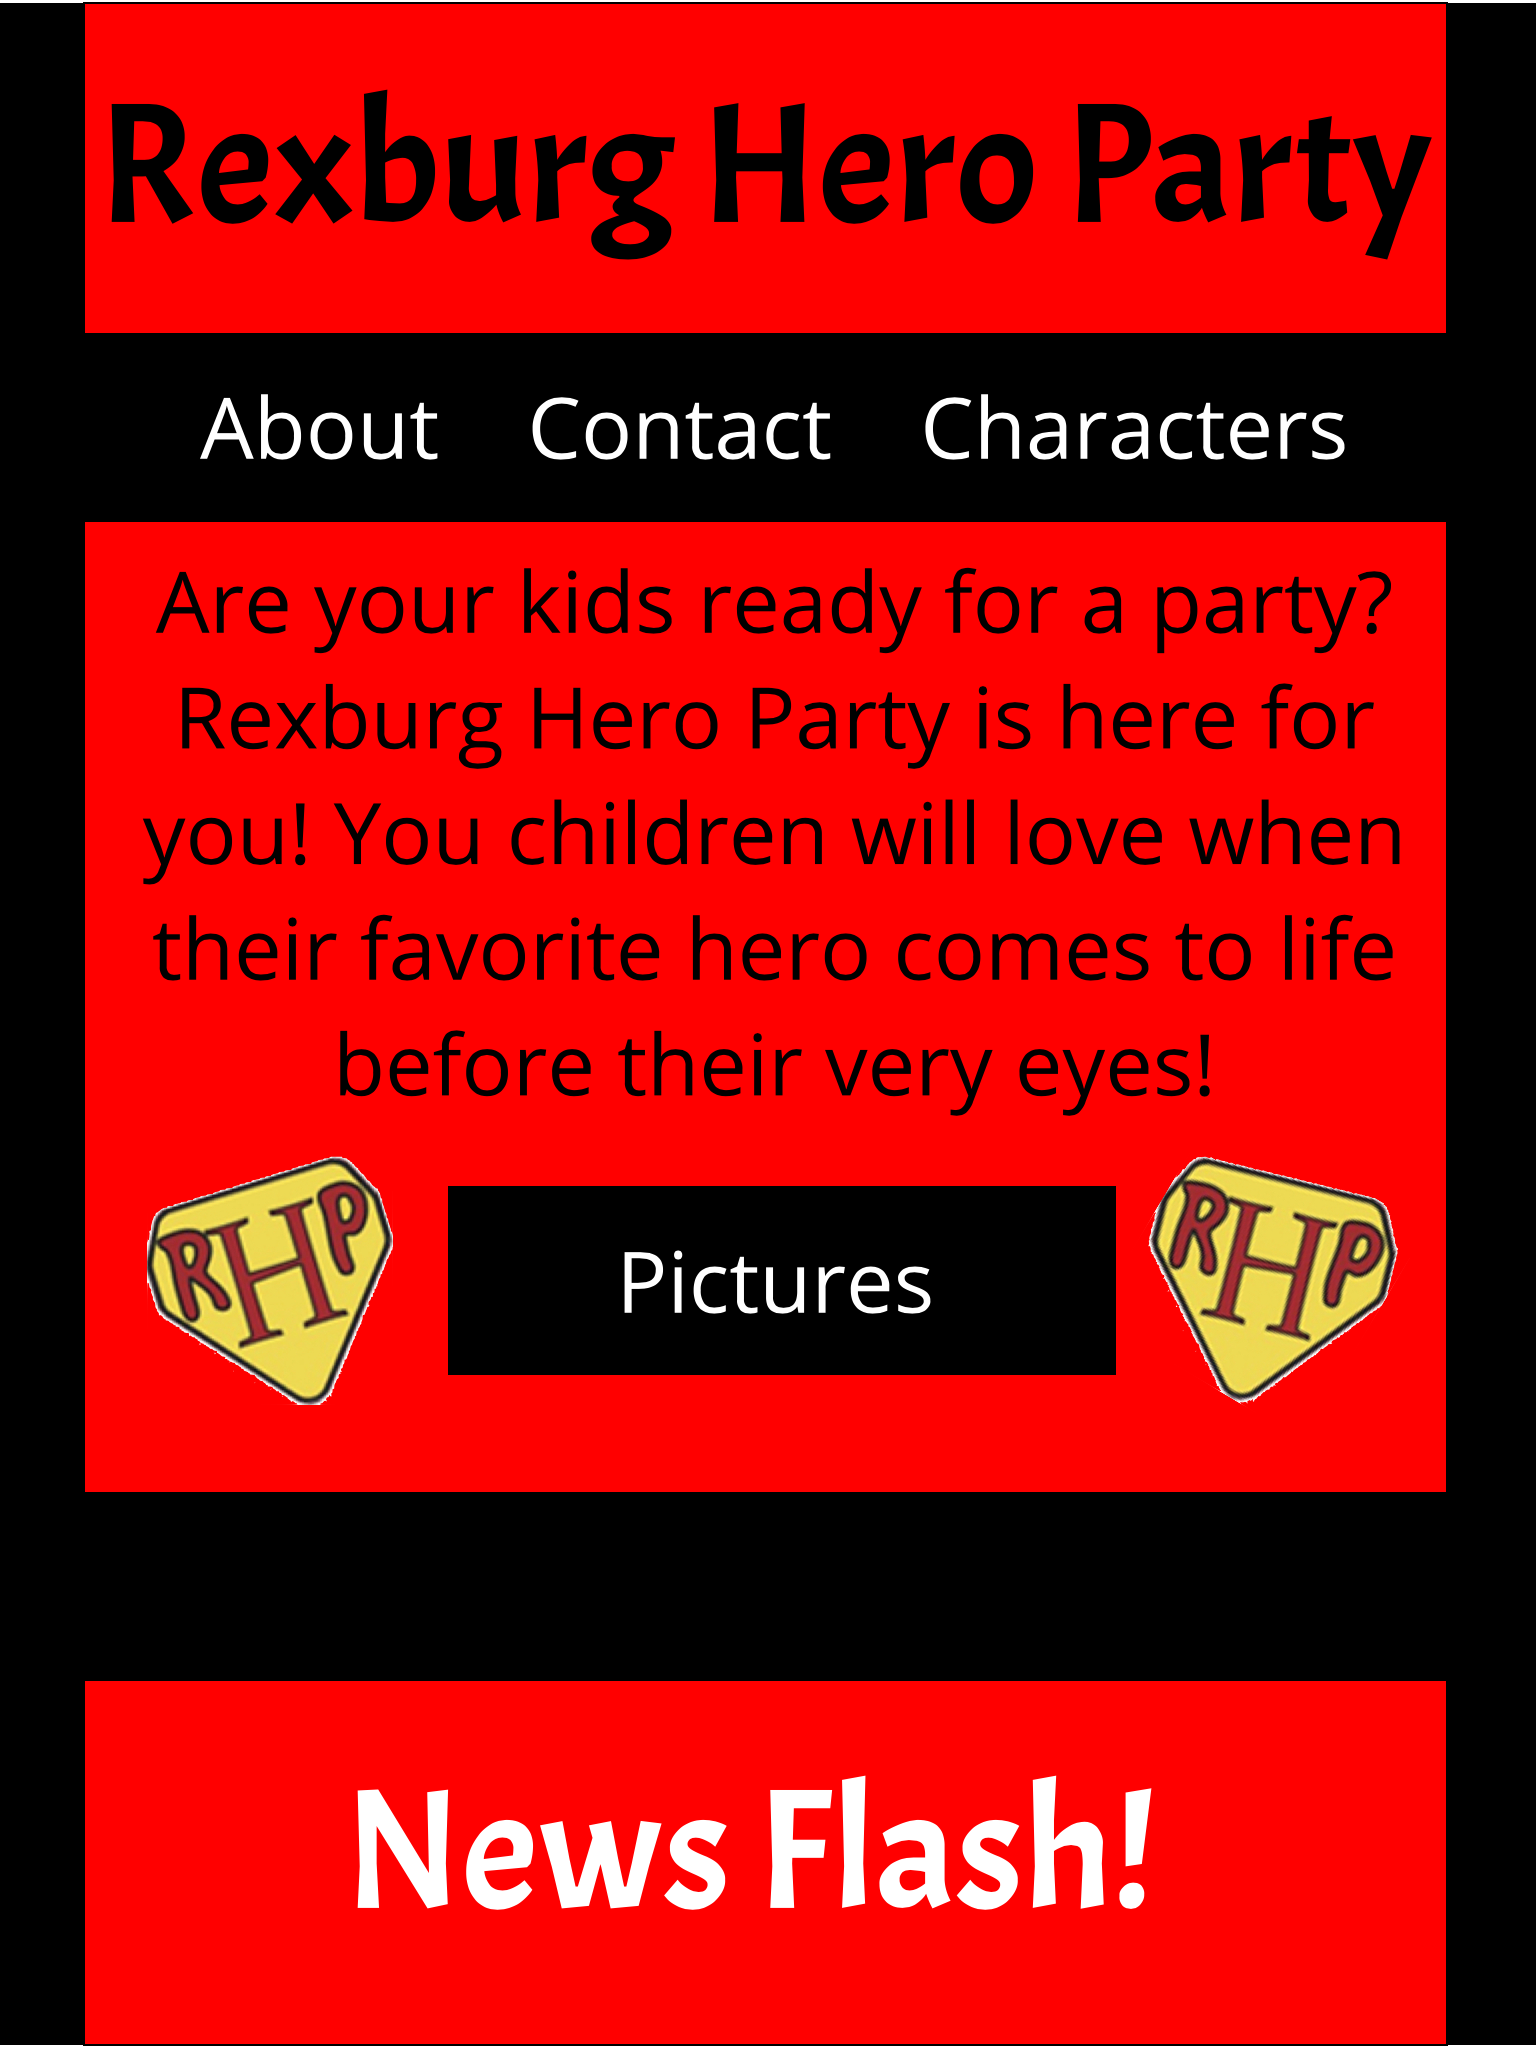 Rexburg Hero Party
About Contact Characters
Are your kids ready for a party?
Rexburg Hero Party is here for
you! You children will love when
their favorite hero comes to life
before their very eyes!
RHP
Pictures
RHP
News Flash!